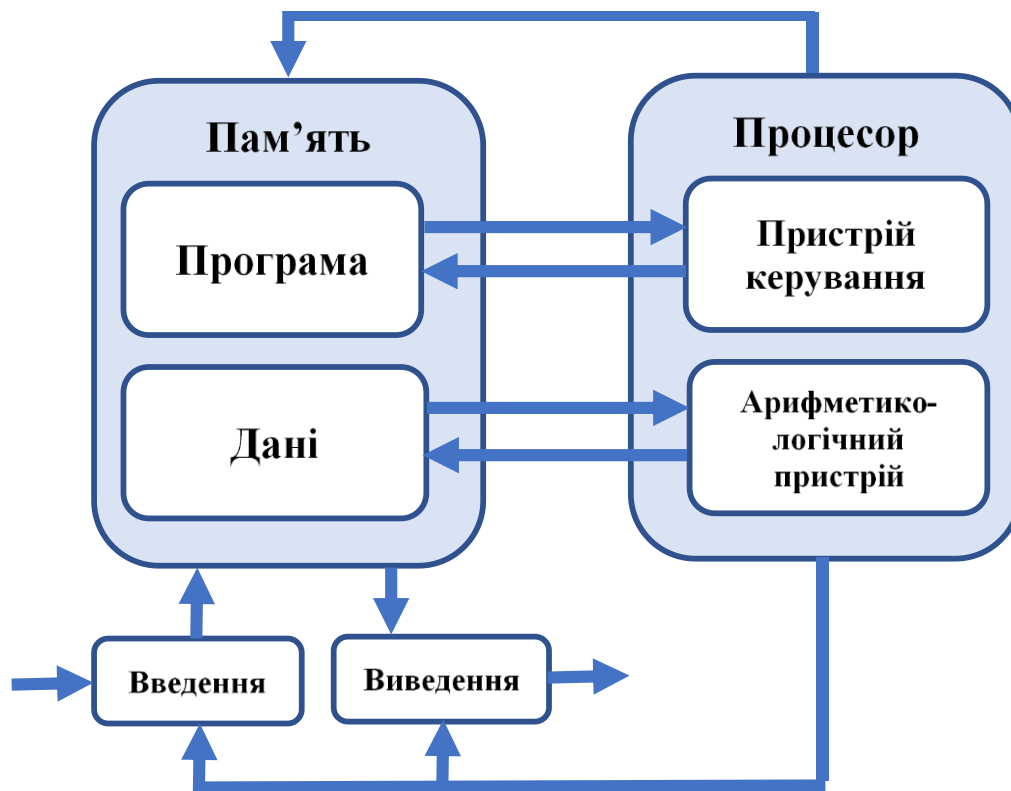 Пам’ять
Процесор
Програма
Пристрій
керування
Дані
Арифметико-
логічний
пристрій
Введення
Виведення